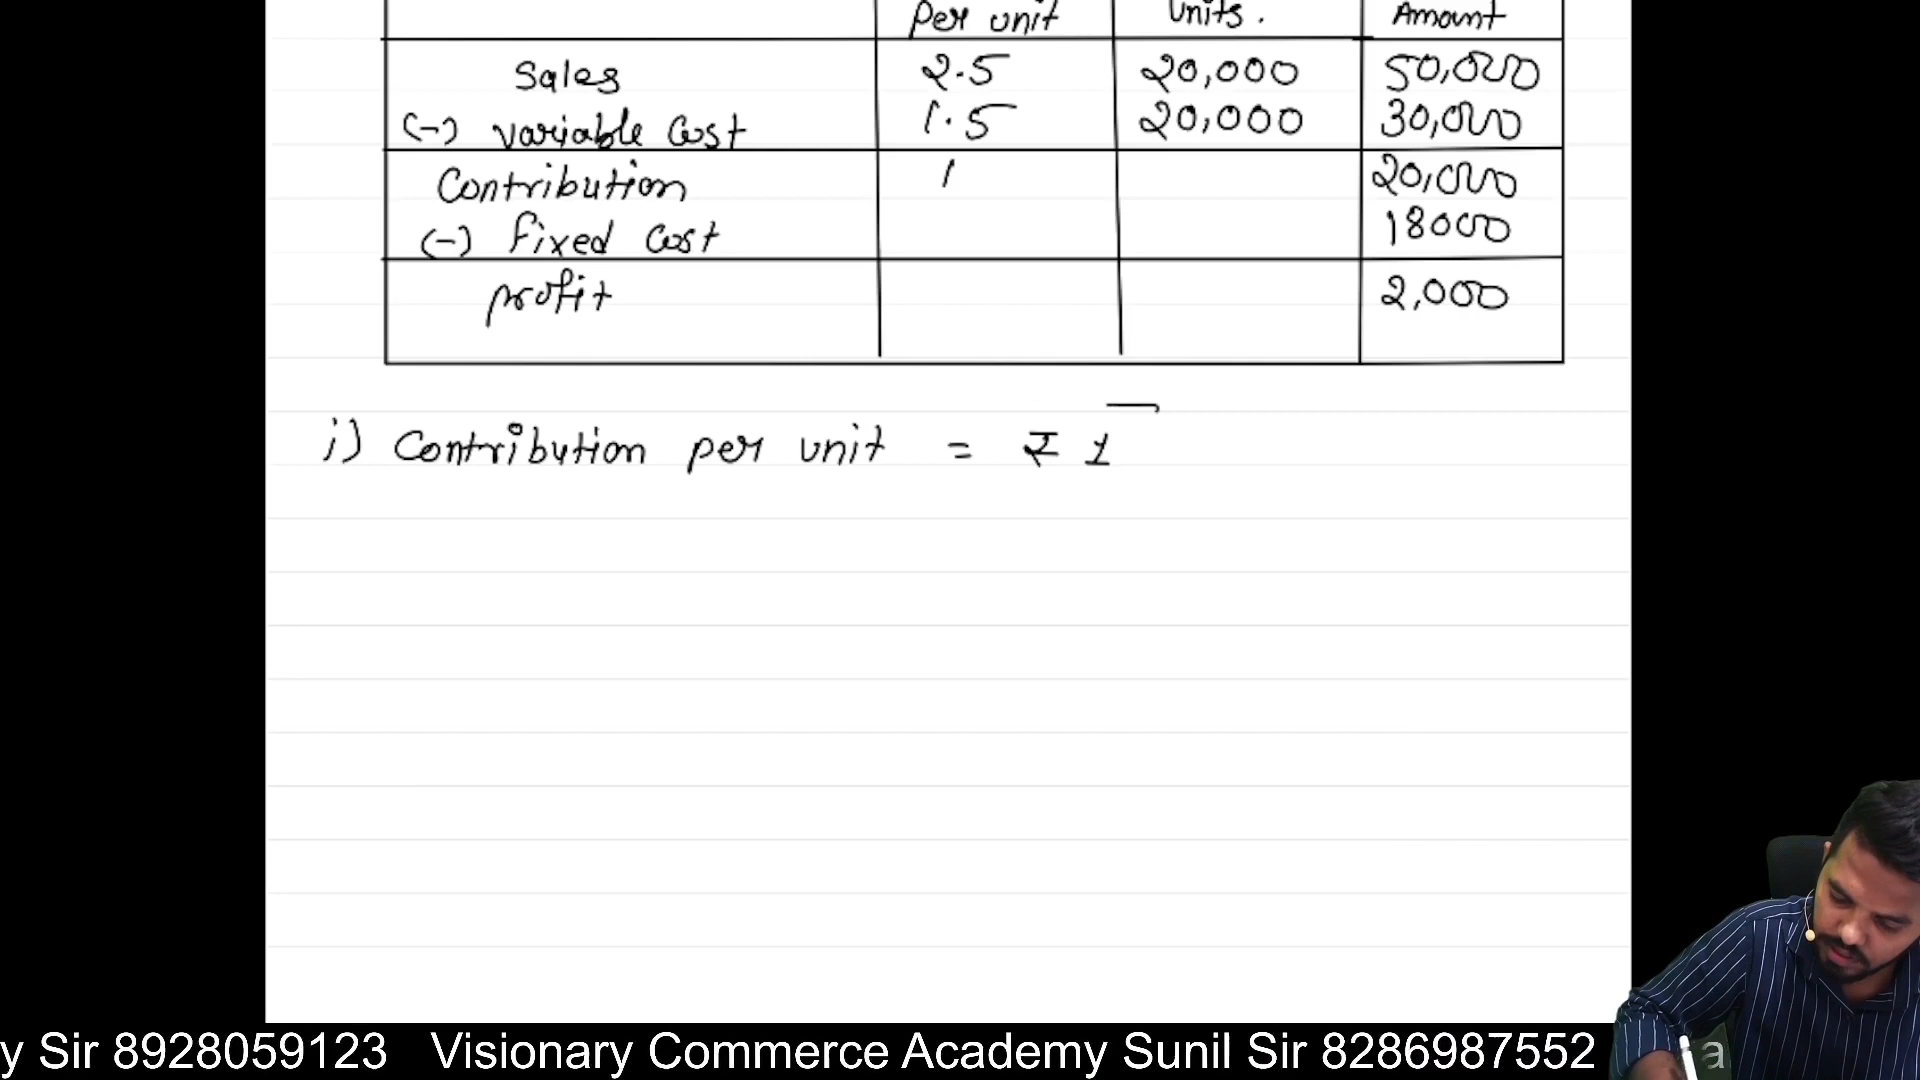 Per unit Units. Amount
Sales 2.5 20,000 50,000
(-) variable Cost 1.5 20,000 30,000
Contribution 1 20,000
(-) fixed Cost 18000
profit 2,000
i) Contribution per unit = ₹ 1
y Sir 8928059123 Visionary Commerce Academy Sunil Sir 8286987552 a